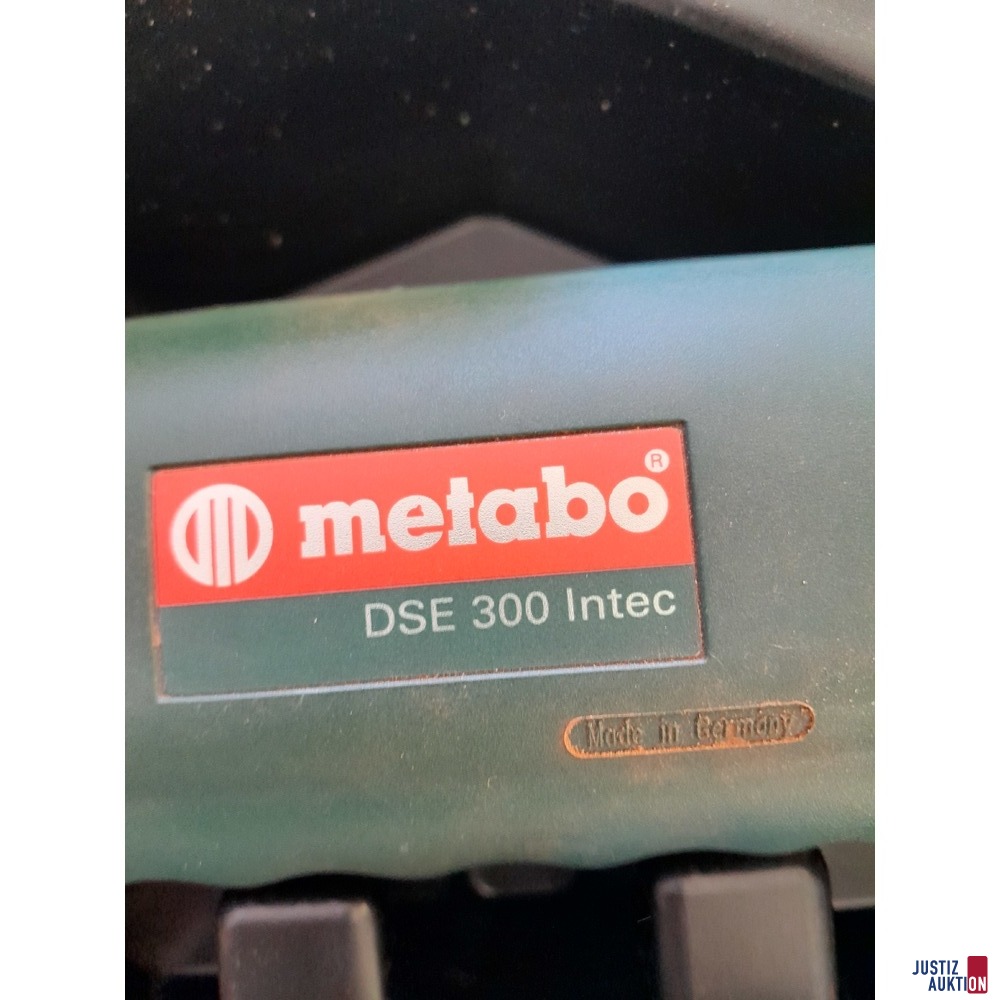 metabo®
DSE 300 Intec
Made in Germany
JUSTIZ
AUKTION